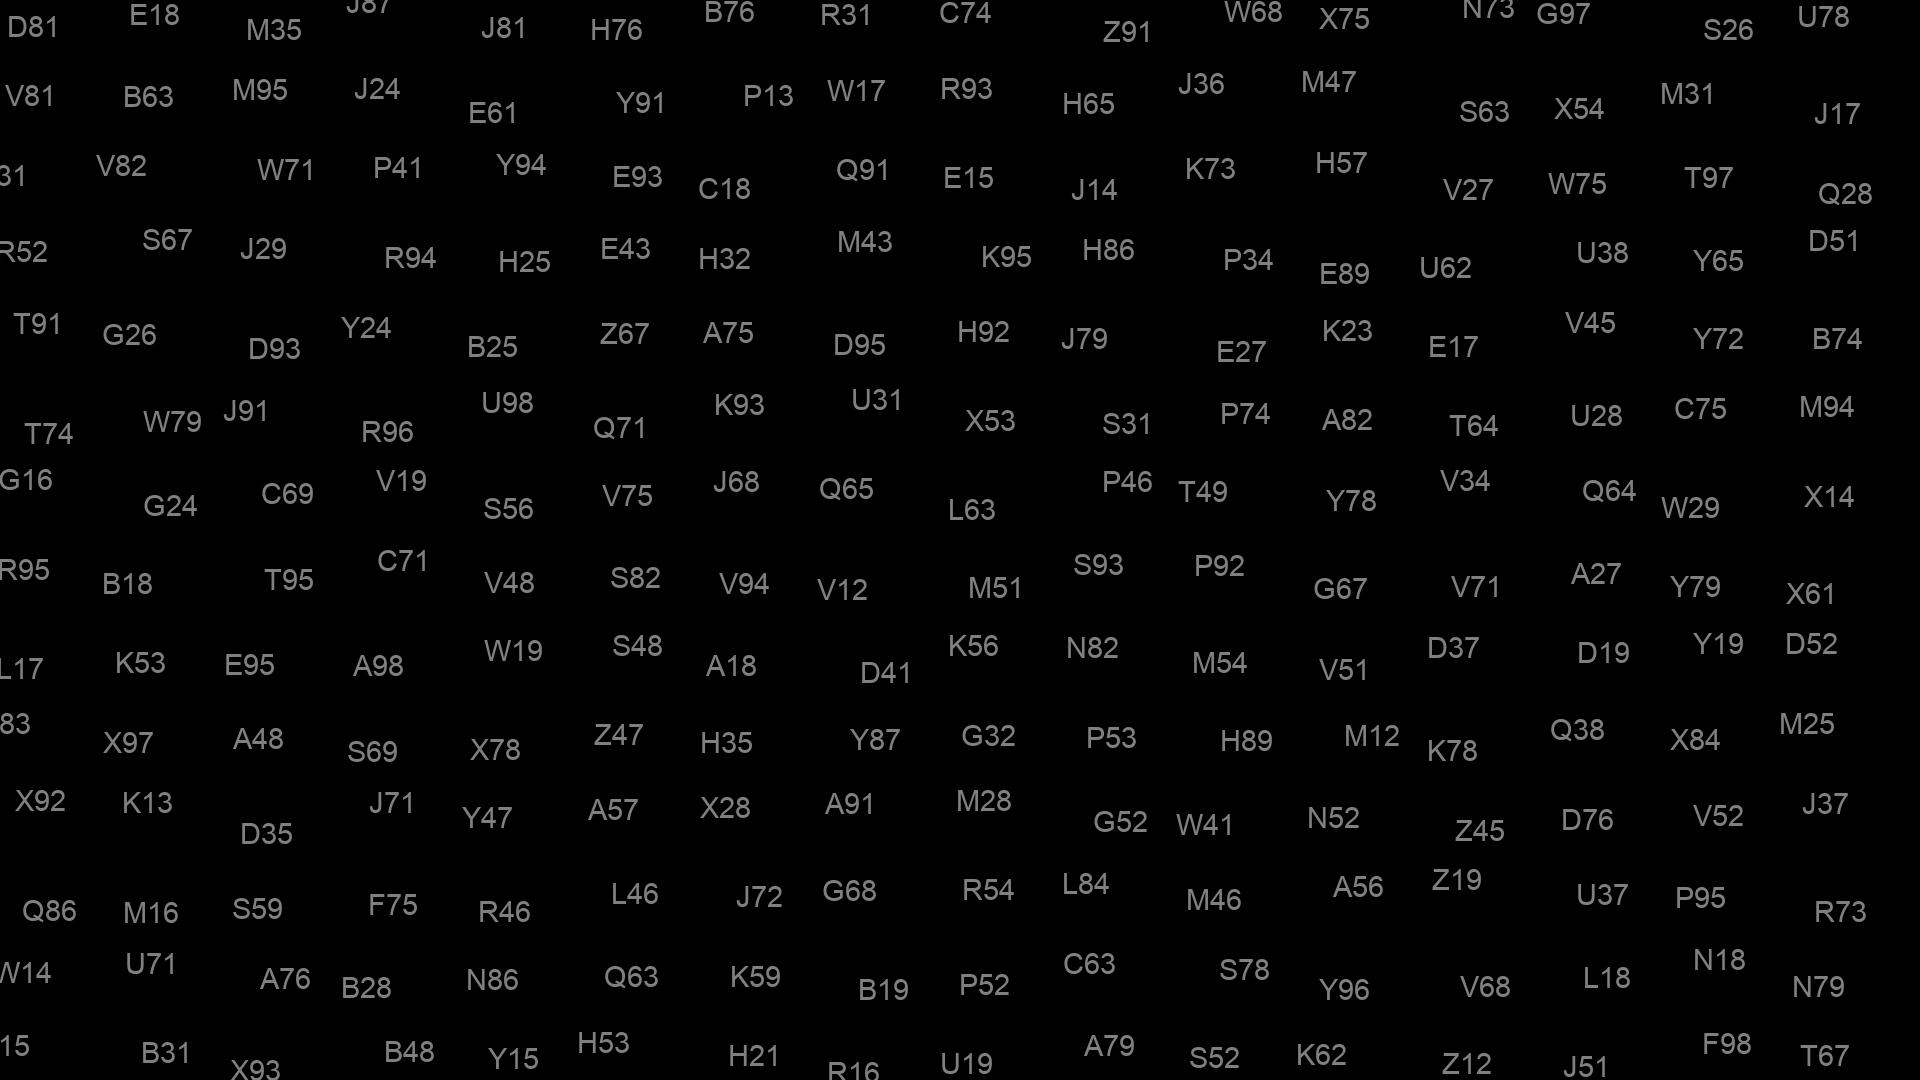 D81 E18 M35 J87 J81 H76 B76 R31 C74 Z91 W68 X75 N73 G97 S26 U78
V81 B63 M95 J24 E61 Y91 P13 W17 R93 H65 J36 M47 S63 X54 M31 J17
31 V82 W71 P41 Y94 E93 C18 Q91 E15 J14 K73 H57 V27 W75 T97 Q28
R52 S67 J29 R94 H25 E43 H32 M43 K95 H86 P34 E89 U62 U38 Y65 D51
T91 G26 D93 Y24 B25 Z67 A75 D95 H92 J79 E27 K23 E17 V45 Y72 B74
T74 W79 J91 R96 U98 Q71 K93 U31 X53 S31 P74 A82 T64 U28 C75 M94
G16 G24 C69 V19 S56 V75 J68 Q65 L63 P46 T49 Y78 V34 Q64 W29 X14
R95 B18 T95 C71 V48 S82 V94 V12 M51 S93 P92 G67 V71 A27 Y79 X61
L17 K53 E95 A98 W19 S48 A18 D41 K56 N82 M54 V51 D37 D19 Y19 D52
83 X97 A48 S69 X78 Z47 H35 Y87 G32 P53 H89 M12 K78 Q38 X84 M25
X92 K13 D35 J71 Y47 A57 X28 A91 M28 G52 W41 N52 Z45 D76 V52 J37
Q86 M16 S59 F75 R46 L46 J72 G68 R54 L84 M46 A56 Z19 U37 P95 R73
W14 U71 A76 B28 N86 Q63 K59 B19 P52 C63 S78 Y96 V68 L18 N18 N79
15 B31 X93 B48 Y15 H53 H21 R16 U19 A79 S52 K62 Z12 J51 F98 T67